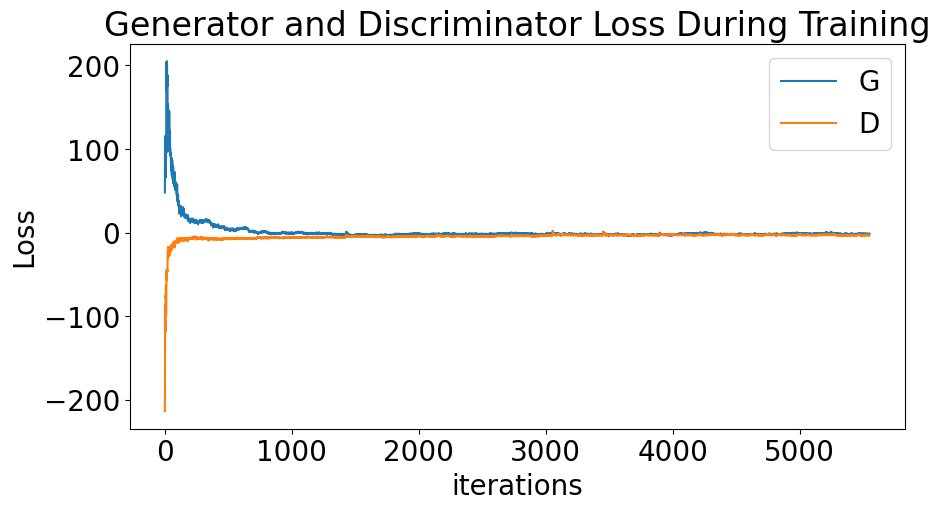 Generator and Discriminator Loss During Training
200
100
0
−100
−200
Loss
G
D
0 1000 2000 3000 4000 5000
iterations